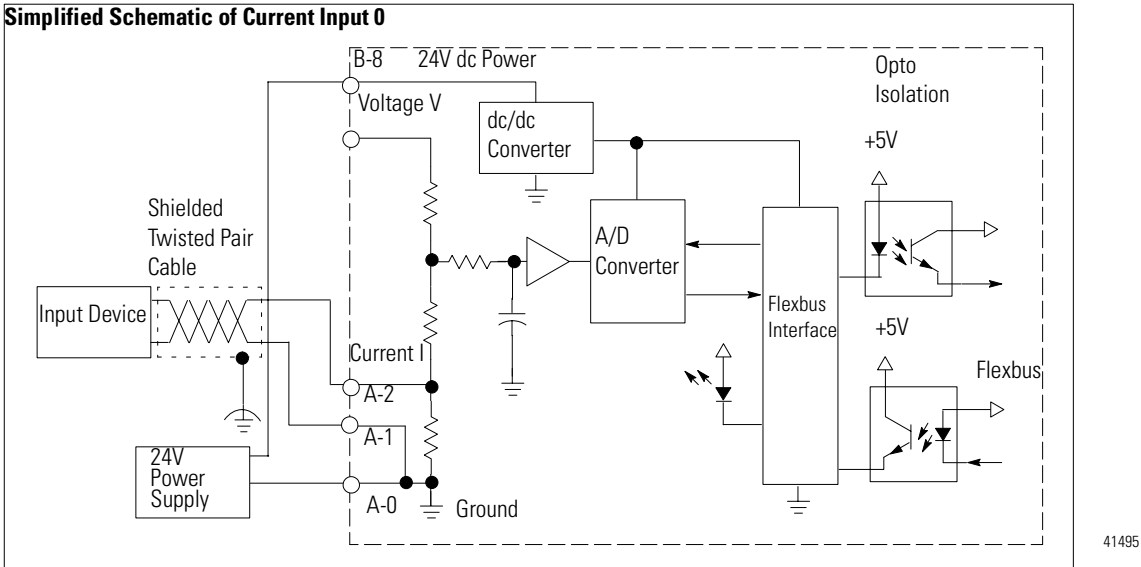 Simplified Schematic of Current Input 0
B-8
24V dc Power
Voltage V
dc/dc
Converter
Opto
Isolation
+5V
Shielded
Twisted Pair
Cable
A/D
Converter
Input Device
Flexbus
Interface
+5V
Current I
Flexbus
A-2
A-1
24V
Power
Supply
A-0
Ground
41495